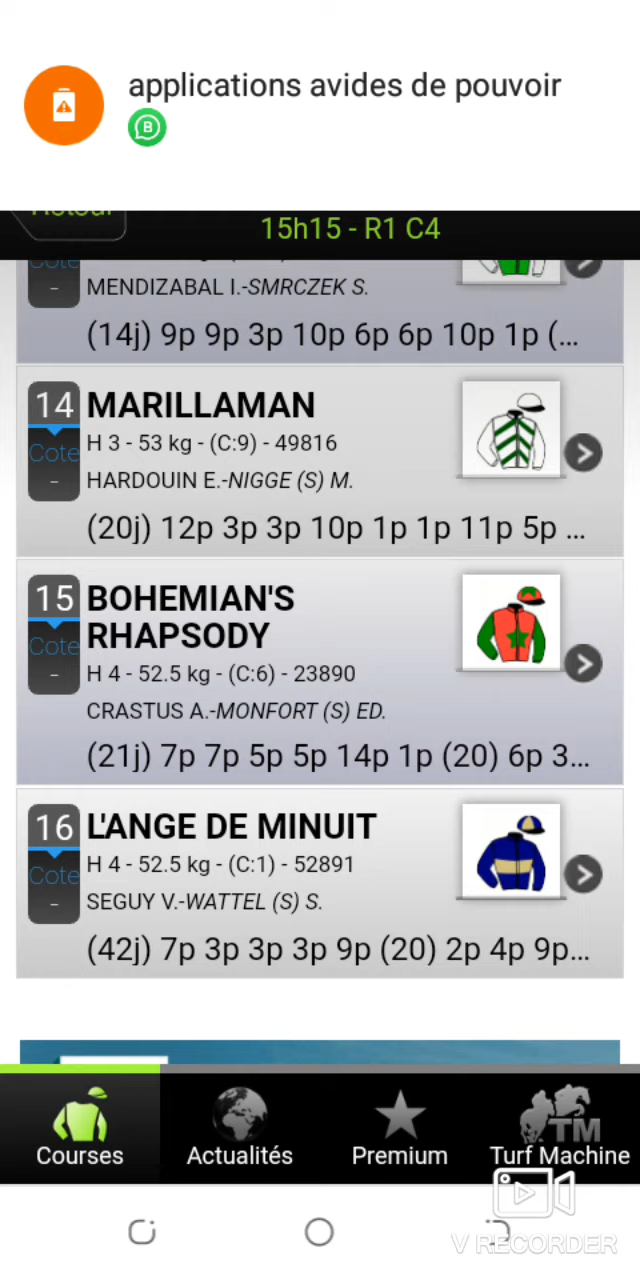 applications avides de pouvoir
15h15 - R1 C4
Cote
-
MENDIZABAL I.-SMRCZEK S.
(14j) 9p 9p 3p 10p 6p 6p 10p 1p (...
14
MARILLAMAN
Cote
-
H 3 - 53 kg - (C:9) - 49816
HARDOUIN E.-NIGGE (S) M.
(20j) 12p 3p 3p 10p 1p 1p 11p 5p ...
15
BOHEMIAN'S
RHAPSODY
Cote
-
H 4 - 52.5 kg - (C:6) - 23890
CRASTUS A.-MONFORT (S) ED.
(21j) 7p 7p 5p 5p 14p 1p (20) 6p 3...
16
L'ANGE DE MINUIT
Cote
-
H 4 - 52.5 kg - (C:1) - 52891
SEGUY V.-WATTEL (S) S.
(42j) 7p 3p 3p 3p 9p (20) 2p 4p 9p...
TM
Courses
Actualités
Premium
Turf Machine
V RECORDER